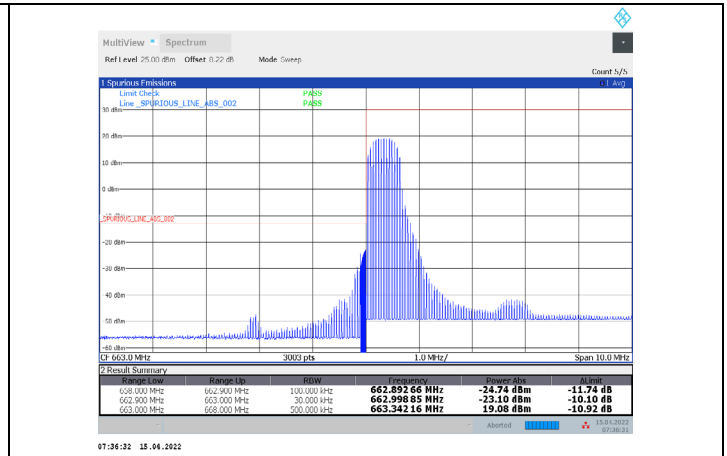 MultiView Spectrum
Ref Level 25.00 dBm Offset 8.22 dB Mode Sweep
Count 5/5
1 Spurious Emissions 1 Avg
Limit Check PASS
Line _SPURIOUS_LINE_ABS_002 PASS
30 dBm
20 dBm
10 dBm
0 dBm
_SPURIOUS_LINE_ABS_002
-20 dBm
-30 dBm
-40 dBm
-50 dBm
-60 dBm
CF 663.0 MHz 3003 pts 1.0 MHz/ Span 10.0 MHz
2 Result Summary
Range Low Range Up RBW Frequency Power Abs ΔLimit
658.000 MHz 662.900 MHz 100.000 kHz 662.892 66 MHz -24.74 dBm -11.74 dB
662.900 MHz 663.000 MHz 30.000 kHz 662.998 85 MHz -23.10 dBm -10.10 dB
663.000 MHz 668.000 MHz 500.000 kHz 663.342 16 MHz 19.08 dBm -10.92 dB
Aborted 15.04.2022
07:36:31
07:36:32 15.04.2022